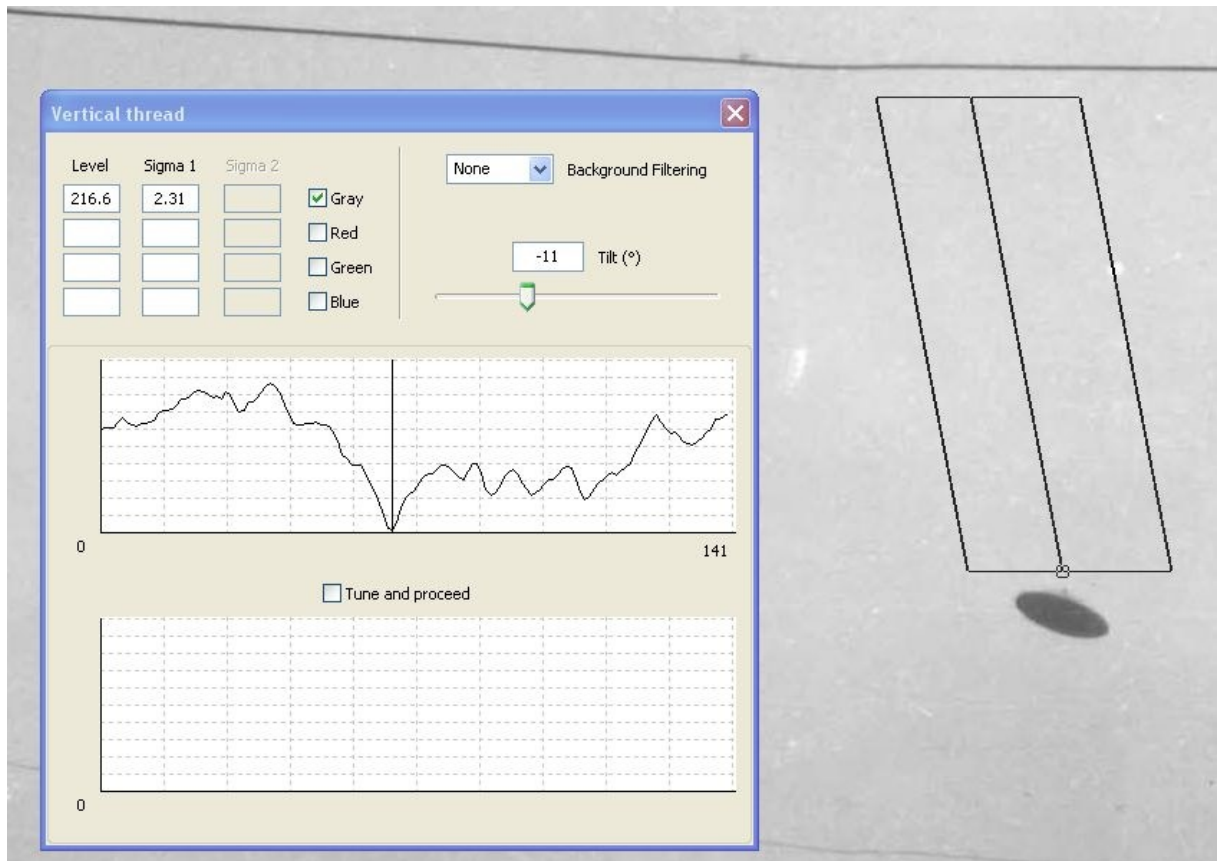 Vertical thread
Level Sigma 1 Sigma 2
None Background Filtering
216.6 2.31 Gray
Red
-11 Tilt (°)
Green
Blue
0 141
Tune and proceed
0